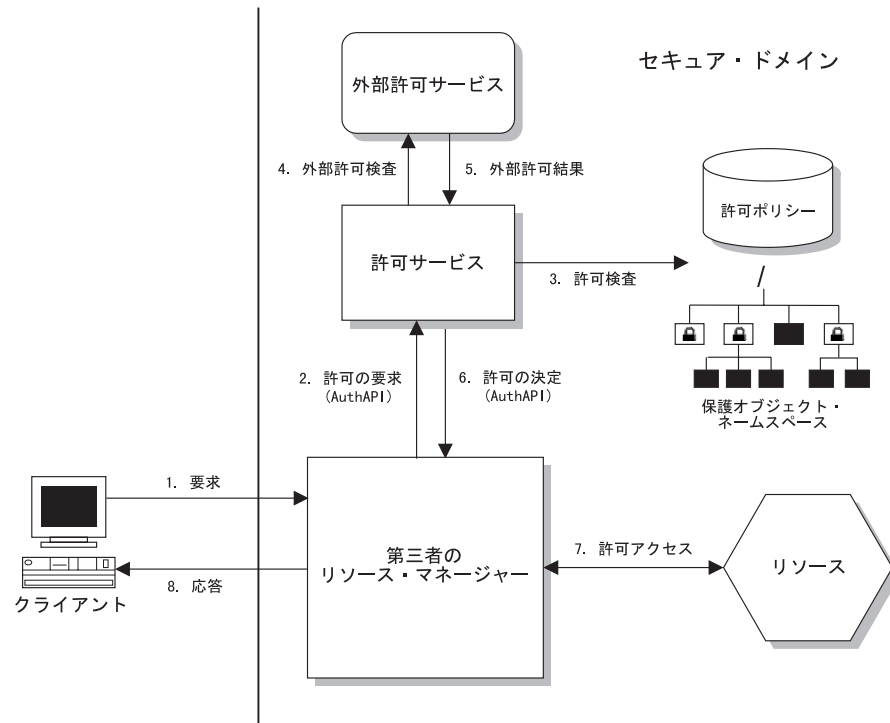 セキュア・ドメイン
外部許可サービス
4. 外部許可検査
5. 外部許可結果
許可ポリシー
許可サービス
3. 許可検査
/
2. 許可の要求
(AuthAPI)
6. 許可の決定
(AuthAPI)
保護オブジェクト・
ネームスペース
1. 要求
第三者の
リソース・マネージャー
7. 許可アクセス
リソース
8. 応答
クライアント